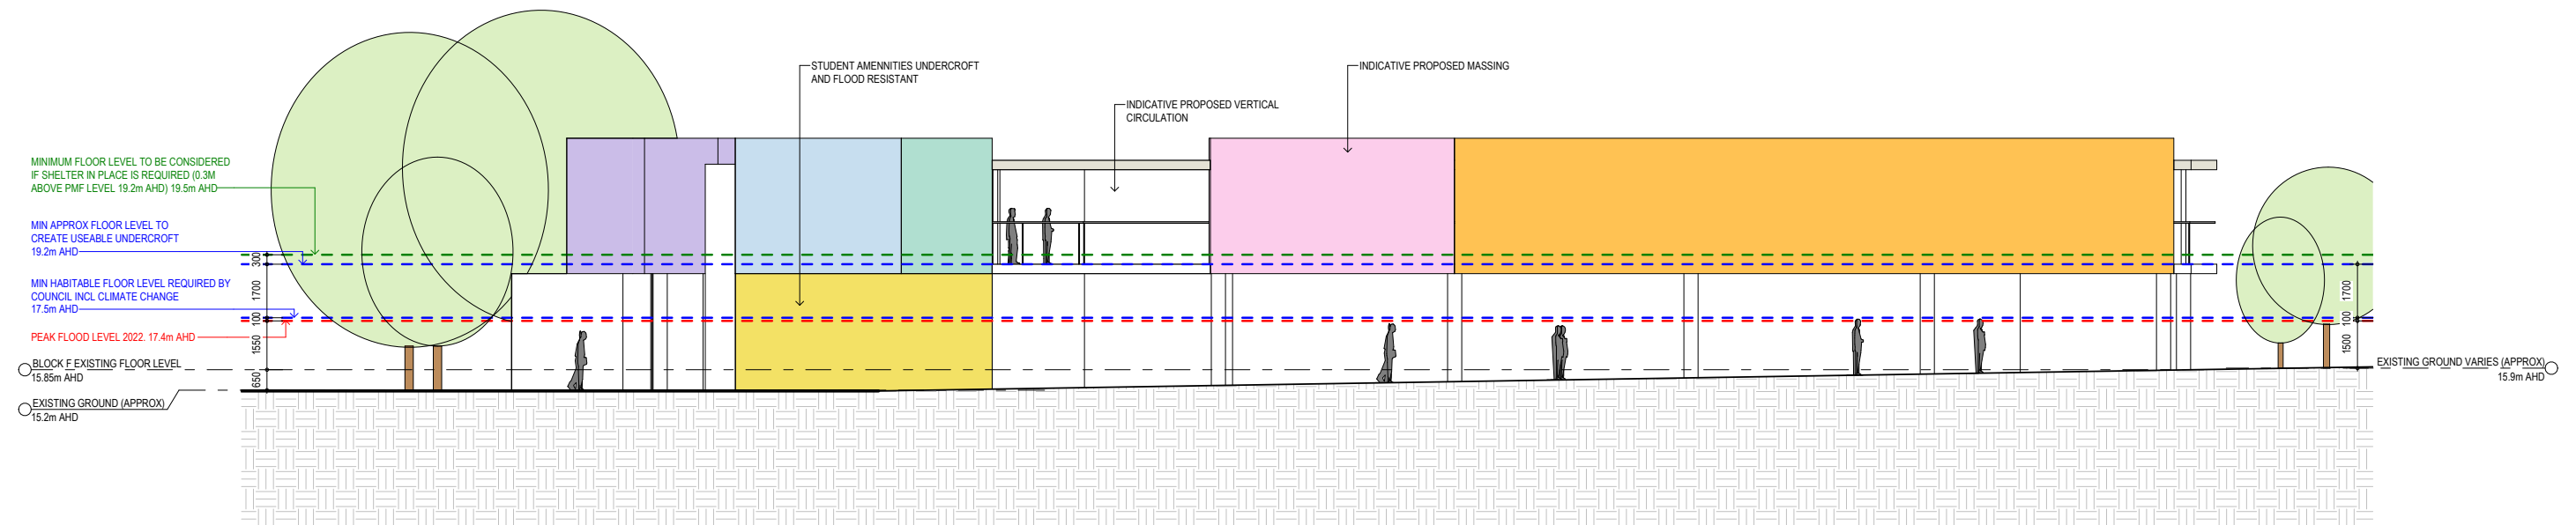 STUDENT AMENNITIES UNDERCROFT
AND FLOOD RESISTANT
INDICATIVE PROPOSED MASSING
INDICATIVE PROPOSED VERTICAL
CIRCULATION
MINIMUM FLOOR LEVEL TO BE CONSIDERED
IF SHELTER IN PLACE IS REQUIRED (0.3M
ABOVE PMF LEVEL 19.2m AHD) 19.5m AHD
MIN APPROX FLOOR LEVEL TO
CREATE USEABLE UNDERCROFT
19.2m AHD
MIN HABITABLE FLOOR LEVEL REQUIRED BY
COUNCIL INCL CLIMATE CHANGE
17.5m AHD
PEAK FLOOD LEVEL 2022. 17.4m AHD
BLOCK F EXISTING FLOOR LEVEL
15.85m AHD
EXISTING GROUND (APPROX)
15.2m AHD
300
1700
100
1550
650
1700
100
1500
EXISTING GROUND VARIES (APPROX)
15.9m AHD